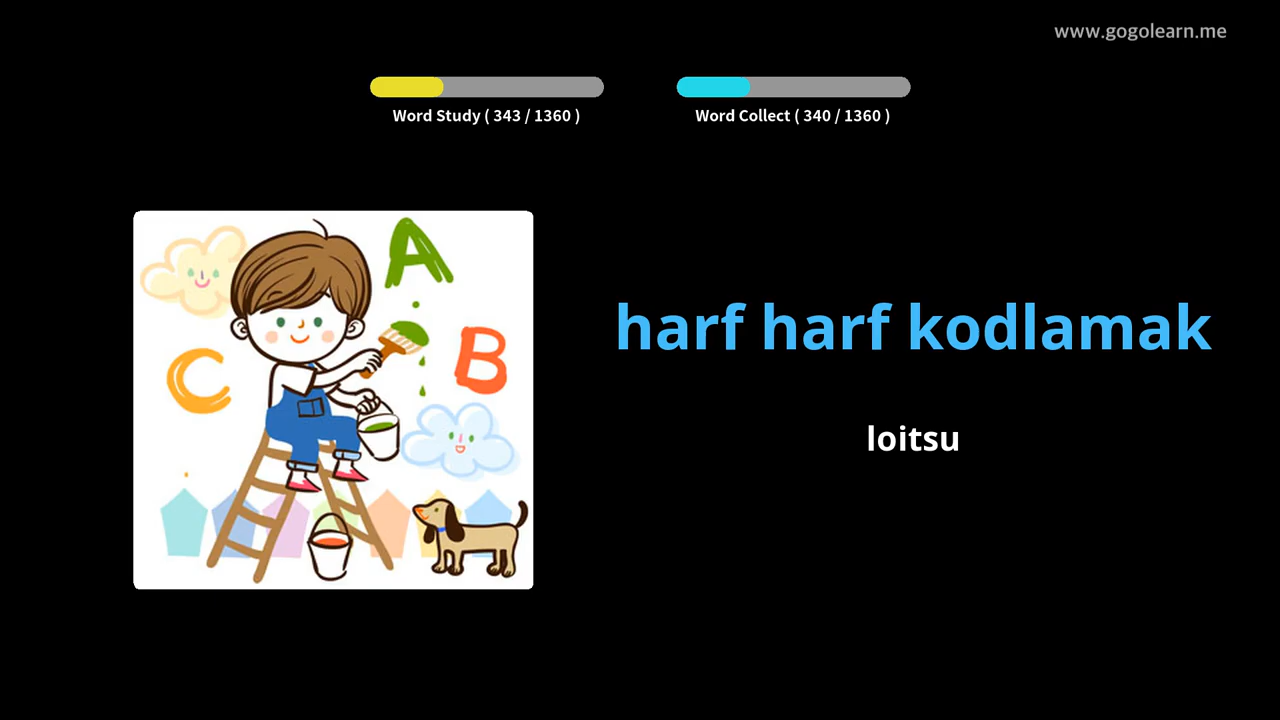 www.gogolearn.me
Word Study ( 343 / 1360 )
Word Collect ( 340 / 1360 )
A
B
C
harf harf kodlamak
loitsu